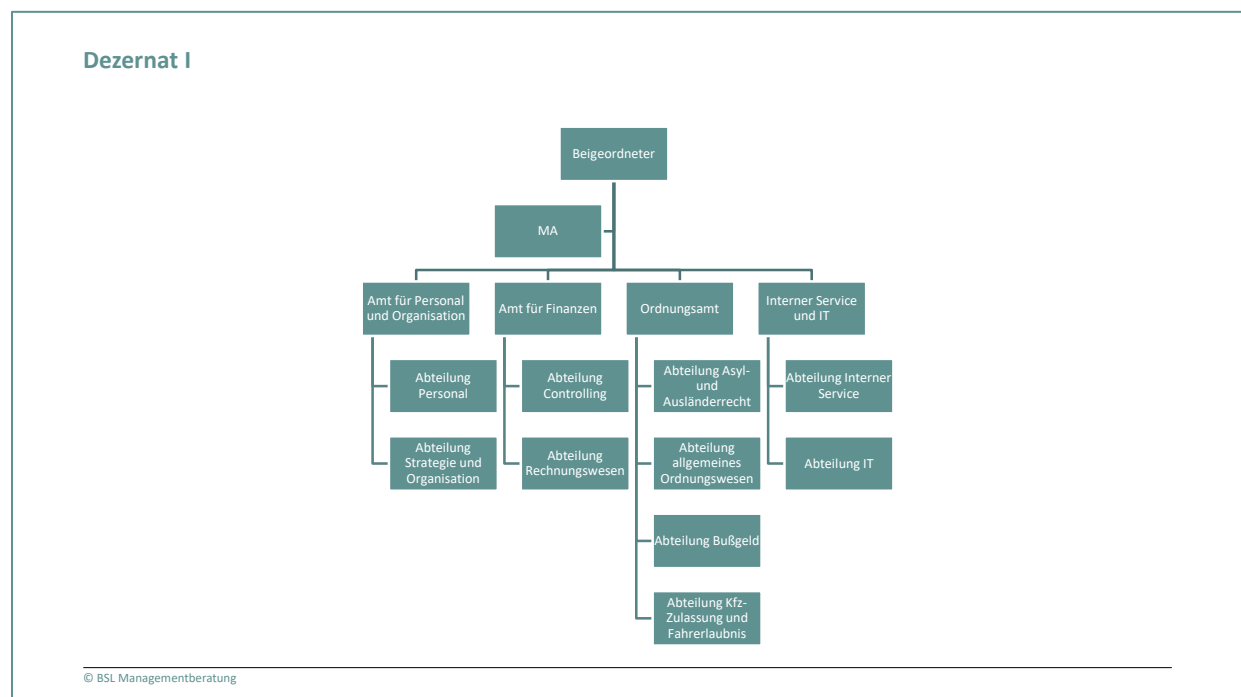 Dezernat I
Beigeordneter
MA
Amt für Personal
und Organisation
Amt für Finanzen
Ordnungsamt
Interner Service
und IT
Abteilung
Personal
Abteilung
Controlling
Abteilung Asyl-
und
Ausländerrecht
Abteilung Interner
Service
Abteilung
Strategie und
Organisation
Abteilung
Rechnungswesen
Abteilung
allgemeines
Ordnungswesen
Abteilung IT
Abteilung Bußgeld
Abteilung Kfz-
Zulassung und
Fahrerlaubnis
© BSL Managementberatung